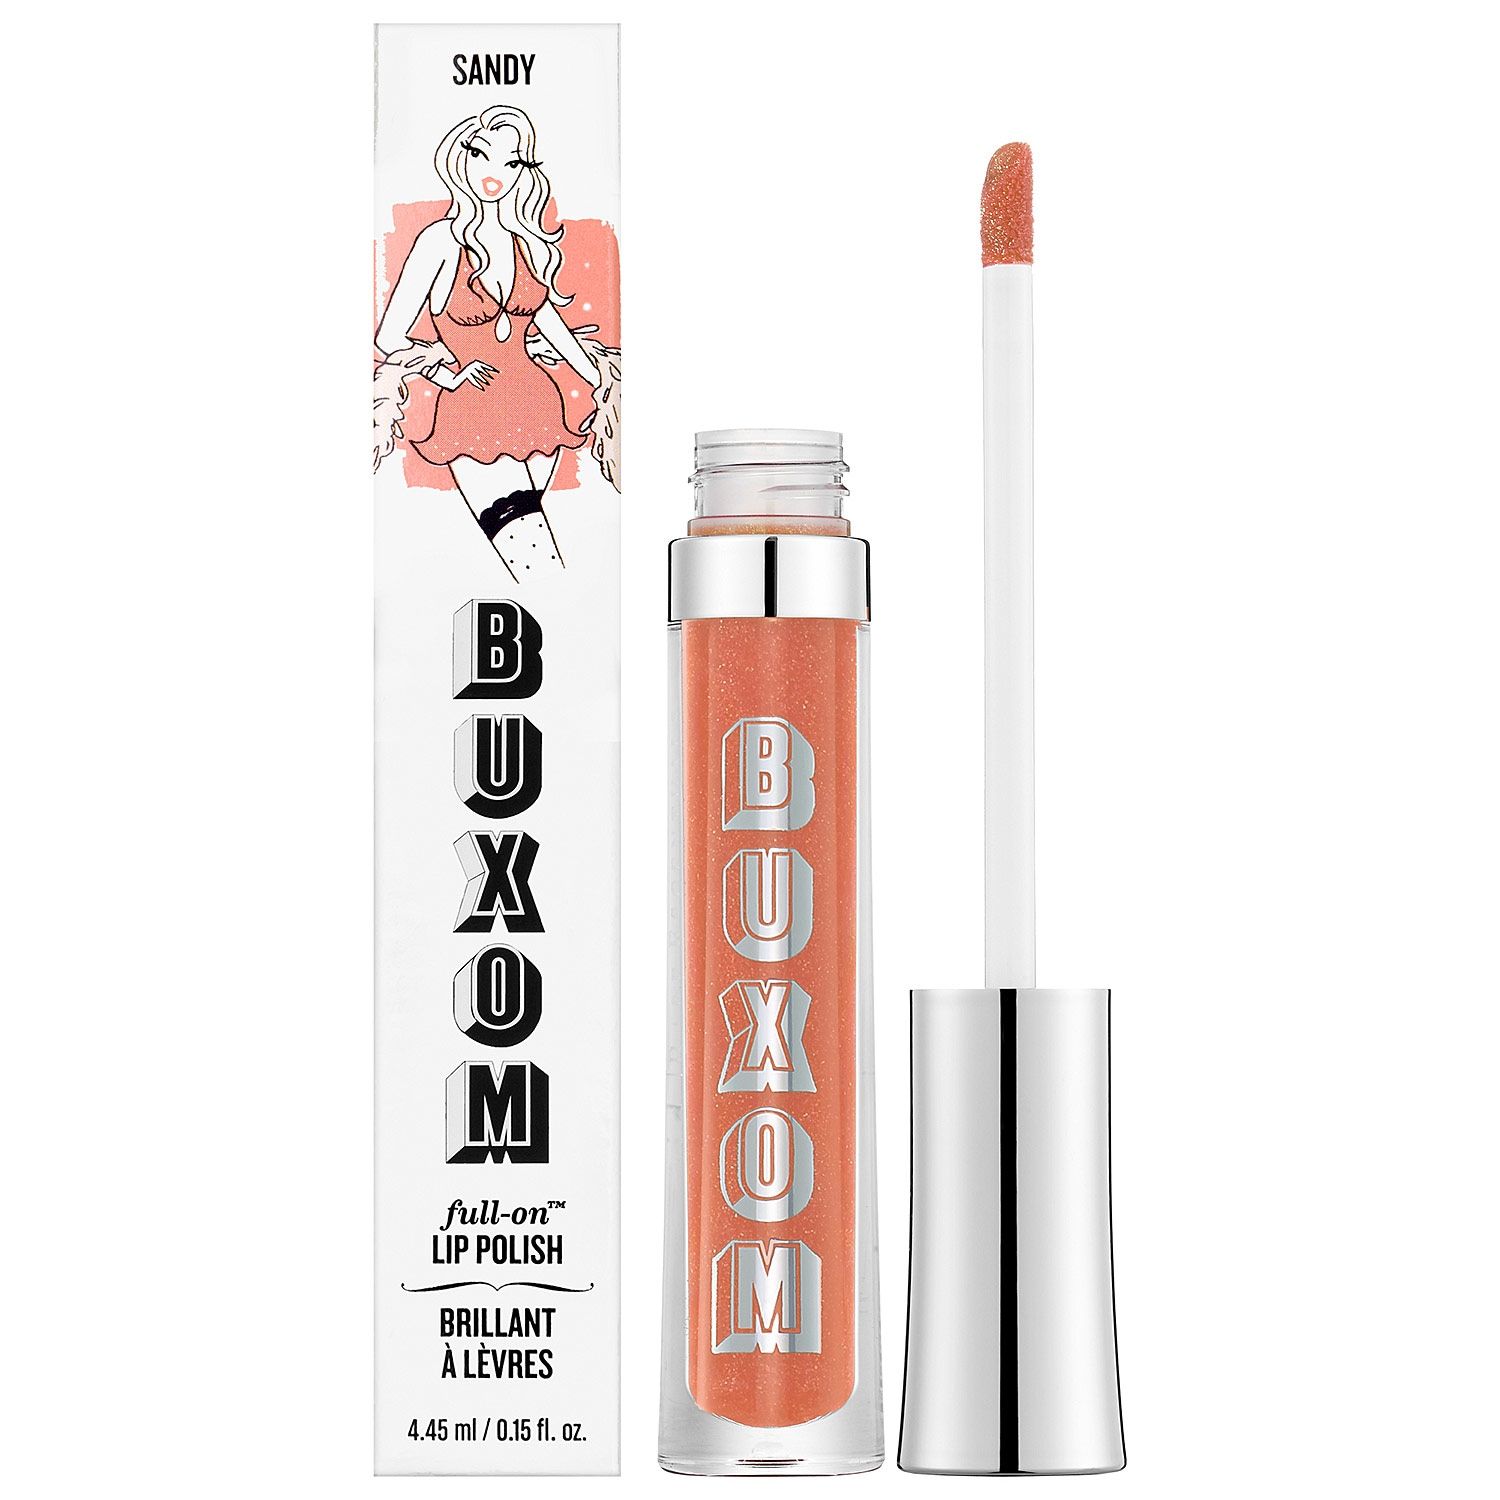 SANDY
BUXOM
full-on™
LIP POLISH
BRILLANT
À LÈVRES
4.45 ml / 0.15 fl. oz.
BUXOM